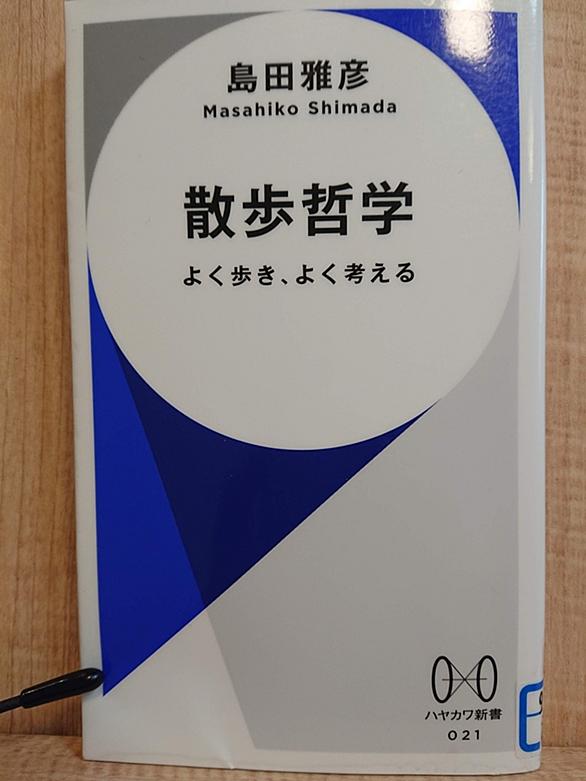 島田雅彦
Masahiko Shimada
散歩哲学
よく歩き、よく考える
ハヤカワ新書
021